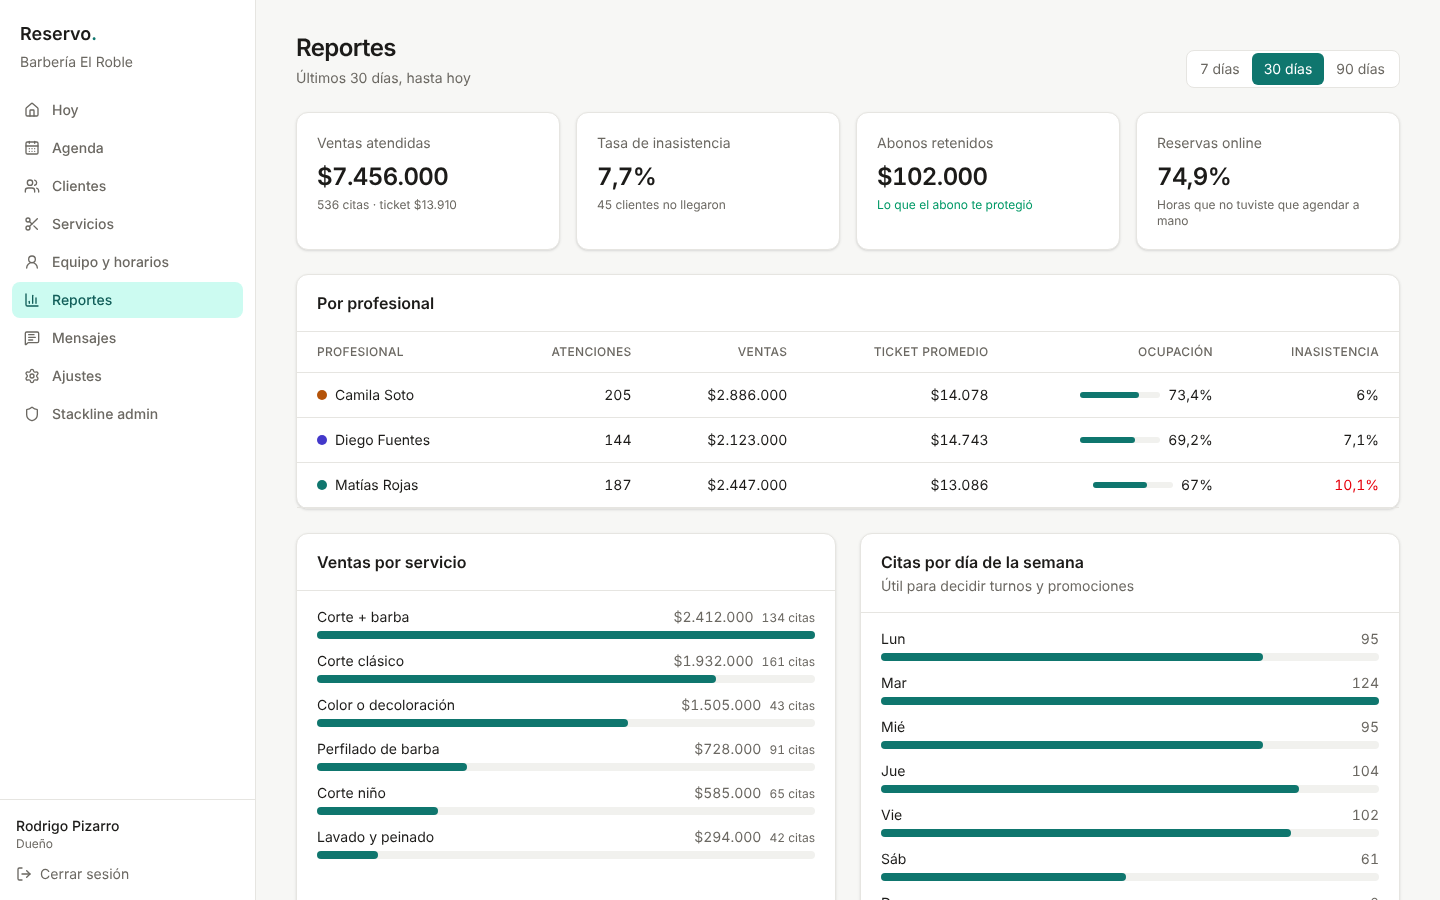 Reservo.
Barbería El Roble
Hoy
Agenda
Clientes
Servicios
Equipo y horarios
Reportes
Mensajes
Ajustes
Stackline admin
Rodrigo Pizarro
Dueño
Cerrar sesión
Reportes
Últimos 30 días, hasta hoy
7 días 30 días 90 días
Ventas atendidas
$7.456.000
536 citas · ticket $13.910
Tasa de inasistencia
7,7%
45 clientes no llegaron
Abonos retenidos
$102.000
Lo que el abono te protegió
Reservas online
74,9%
Horas que no tuviste que agendar a
mano
Por profesional
PROFESIONAL ATENCIONES VENTAS TICKET PROMEDIO OCUPACIÓN INASISTENCIA
Camila Soto 205 $2.886.000 $14.078 73,4% 6%
Diego Fuentes 144 $2.123.000 $14.743 69,2% 7,1%
Matías Rojas 187 $2.447.000 $13.086 67% 10,1%
Ventas por servicio
Corte + barba $2.412.000 134 citas
Corte clásico $1.932.000 161 citas
Color o decoloración $1.505.000 43 citas
Perfilado de barba $728.000 91 citas
Corte niño $585.000 65 citas
Lavado y peinado $294.000 42 citas
Citas por día de la semana
Útil para decidir turnos y promociones
Lun 95
Mar 124
Mié 95
Jue 104
Vie 102
Sáb 61